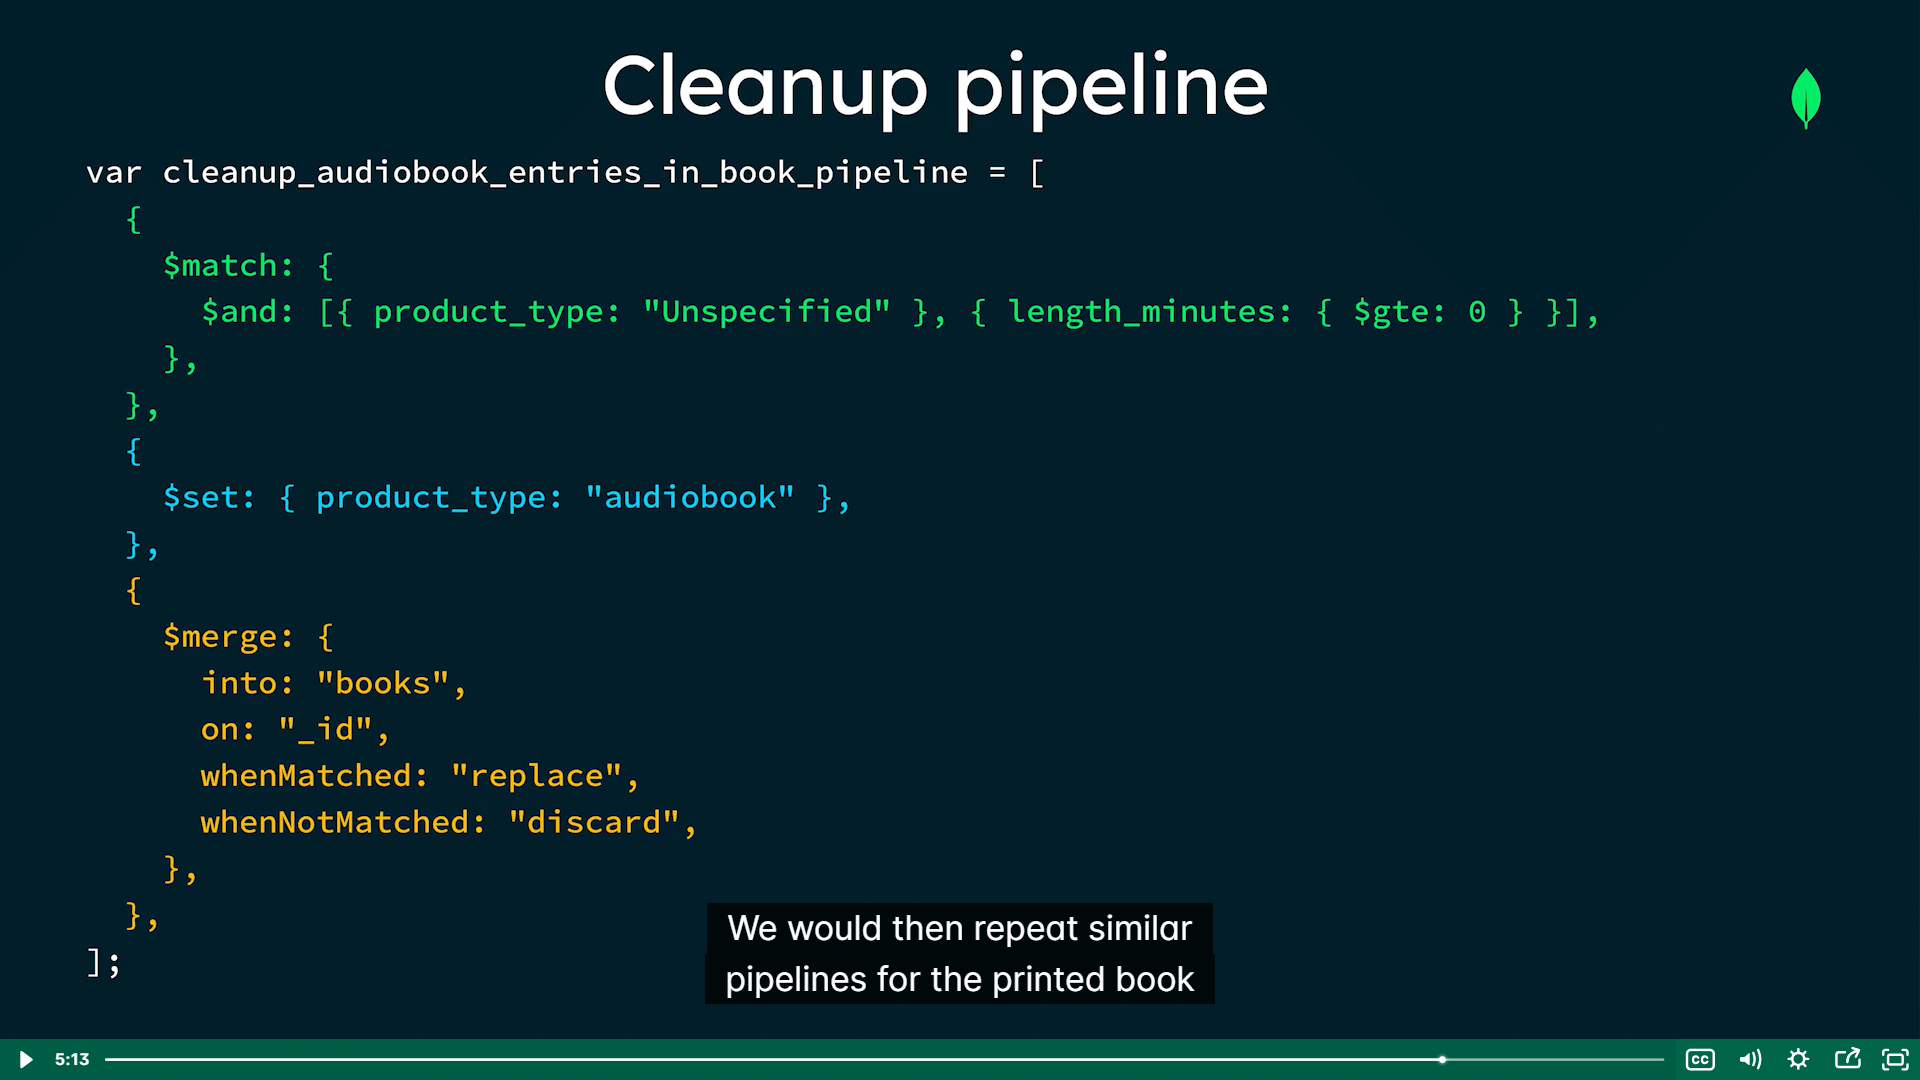 Cleanup pipeline
var cleanup_audiobook_entries_in_book_pipeline = [
  {
    $match: {
      $and: [{ product_type: "Unspecified" }, { length_minutes: { $gte: 0 } }],
    },
  },
  {
    $set: { product_type: "audiobook" },
  },
  {
    $merge: {
      into: "books",
      on: "_id",
      whenMatched: "replace",
      whenNotMatched: "discard",
    },
  },
];
We would then repeat similar
pipelines for the printed book
5:13
CC